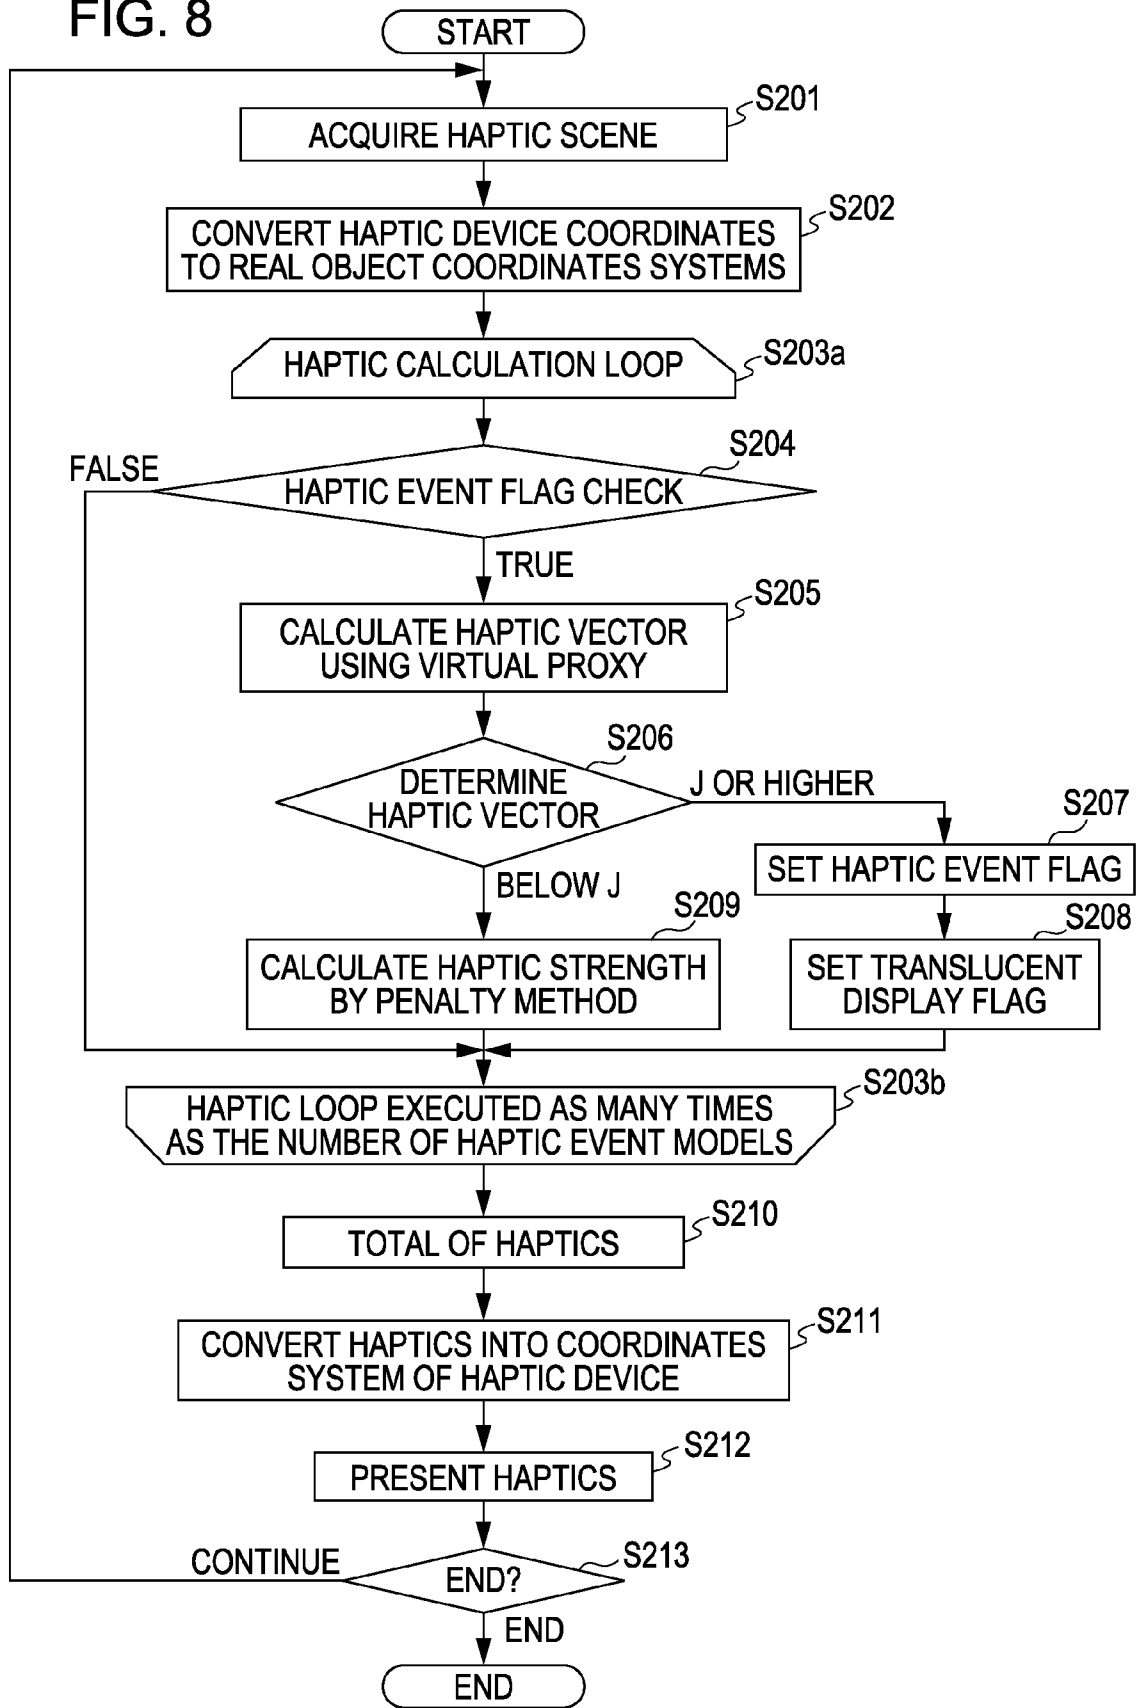 FIG. 8
START
S201
ACQUIRE HAPTIC SCENE
S202
CONVERT HAPTIC DEVICE COORDINATES
TO REAL OBJECT COORDINATES SYSTEMS
S203a
HAPTIC CALCULATION LOOP
S204
FALSE
HAPTIC EVENT FLAG CHECK
TRUE
S205
CALCULATE HAPTIC VECTOR
USING VIRTUAL PROXY
S206
DETERMINE
HAPTIC VECTOR
J OR HIGHER
S207
SET HAPTIC EVENT FLAG
BELOW J
S208
SET TRANSLUCENT
DISPLAY FLAG
S209
CALCULATE HAPTIC STRENGTH
BY PENALTY METHOD
S203b
HAPTIC LOOP EXECUTED AS MANY TIMES
AS THE NUMBER OF HAPTIC EVENT MODELS
S210
TOTAL OF HAPTICS
S211
CONVERT HAPTICS INTO COORDINATES
SYSTEM OF HAPTIC DEVICE
S212
PRESENT HAPTICS
S213
CONTINUE
END?
END
END